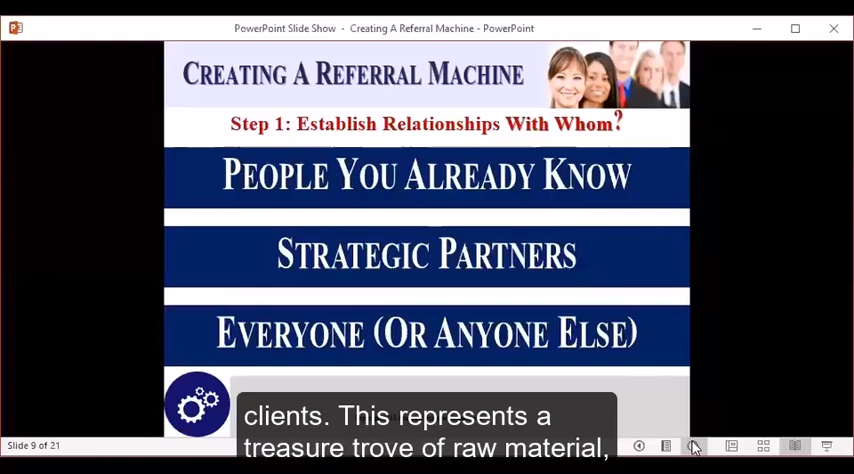 PowerPoint Slide Show - Creating A Referral Machine - PowerPoint
CREATING A REFERRAL MACHINE
Step 1: Establish Relationships With Whom?
PEOPLE YOU ALREADY KNOW
STRATEGIC PARTNERS
EVERYONE (OR ANYONE ELSE)
clients. This represents a
treasure trove of raw material,
Slide 9 of 21